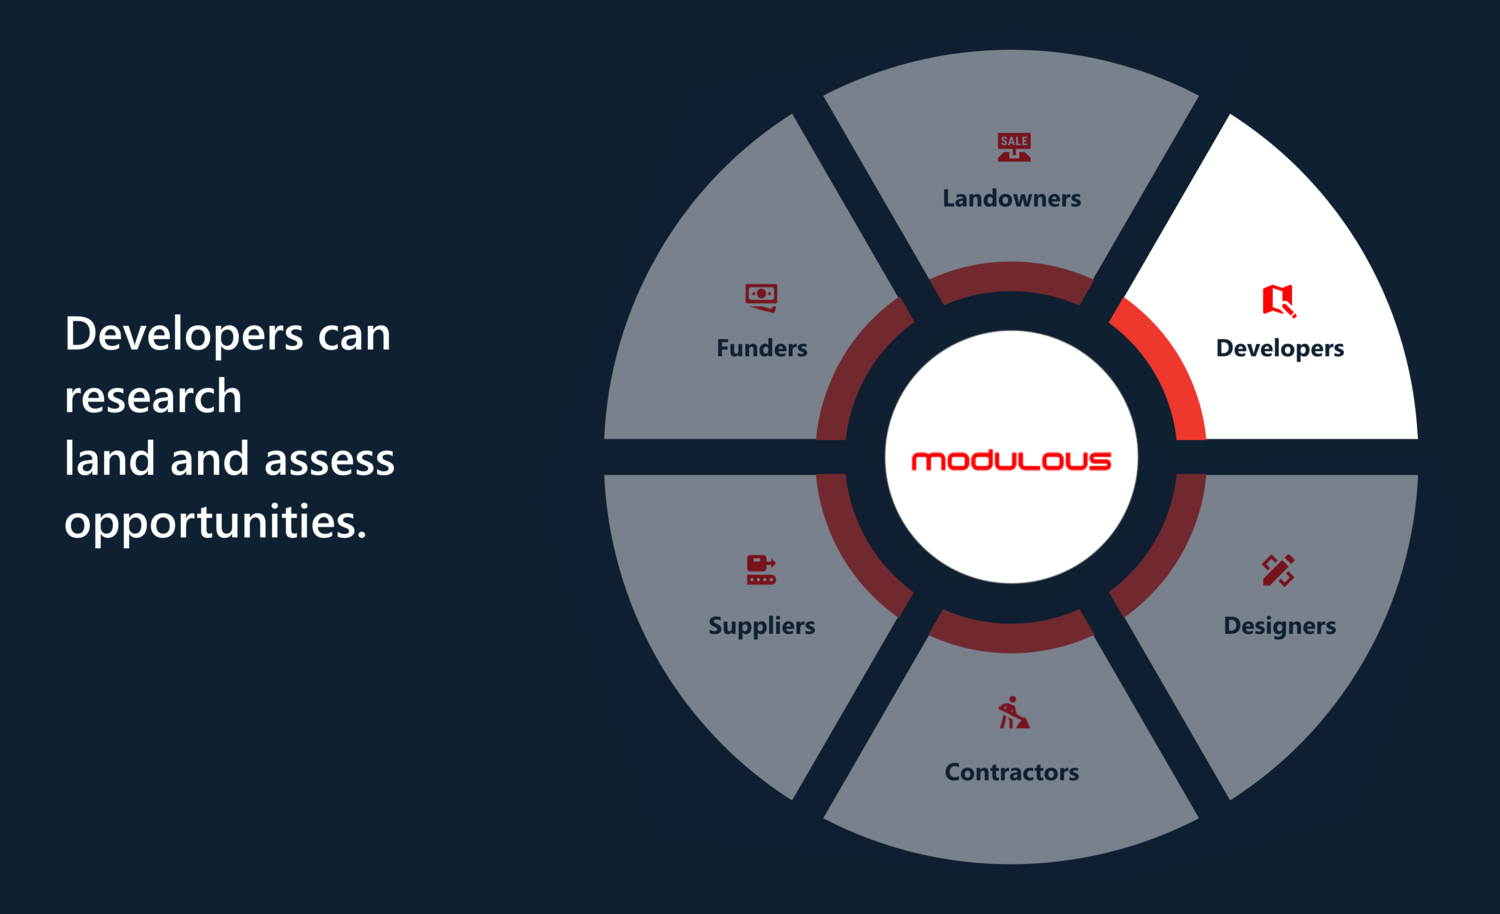 Developers can
research
land and assess
opportunities.
SALE
Landowners
Funders
Developers
modulous
Suppliers
Designers
Contractors